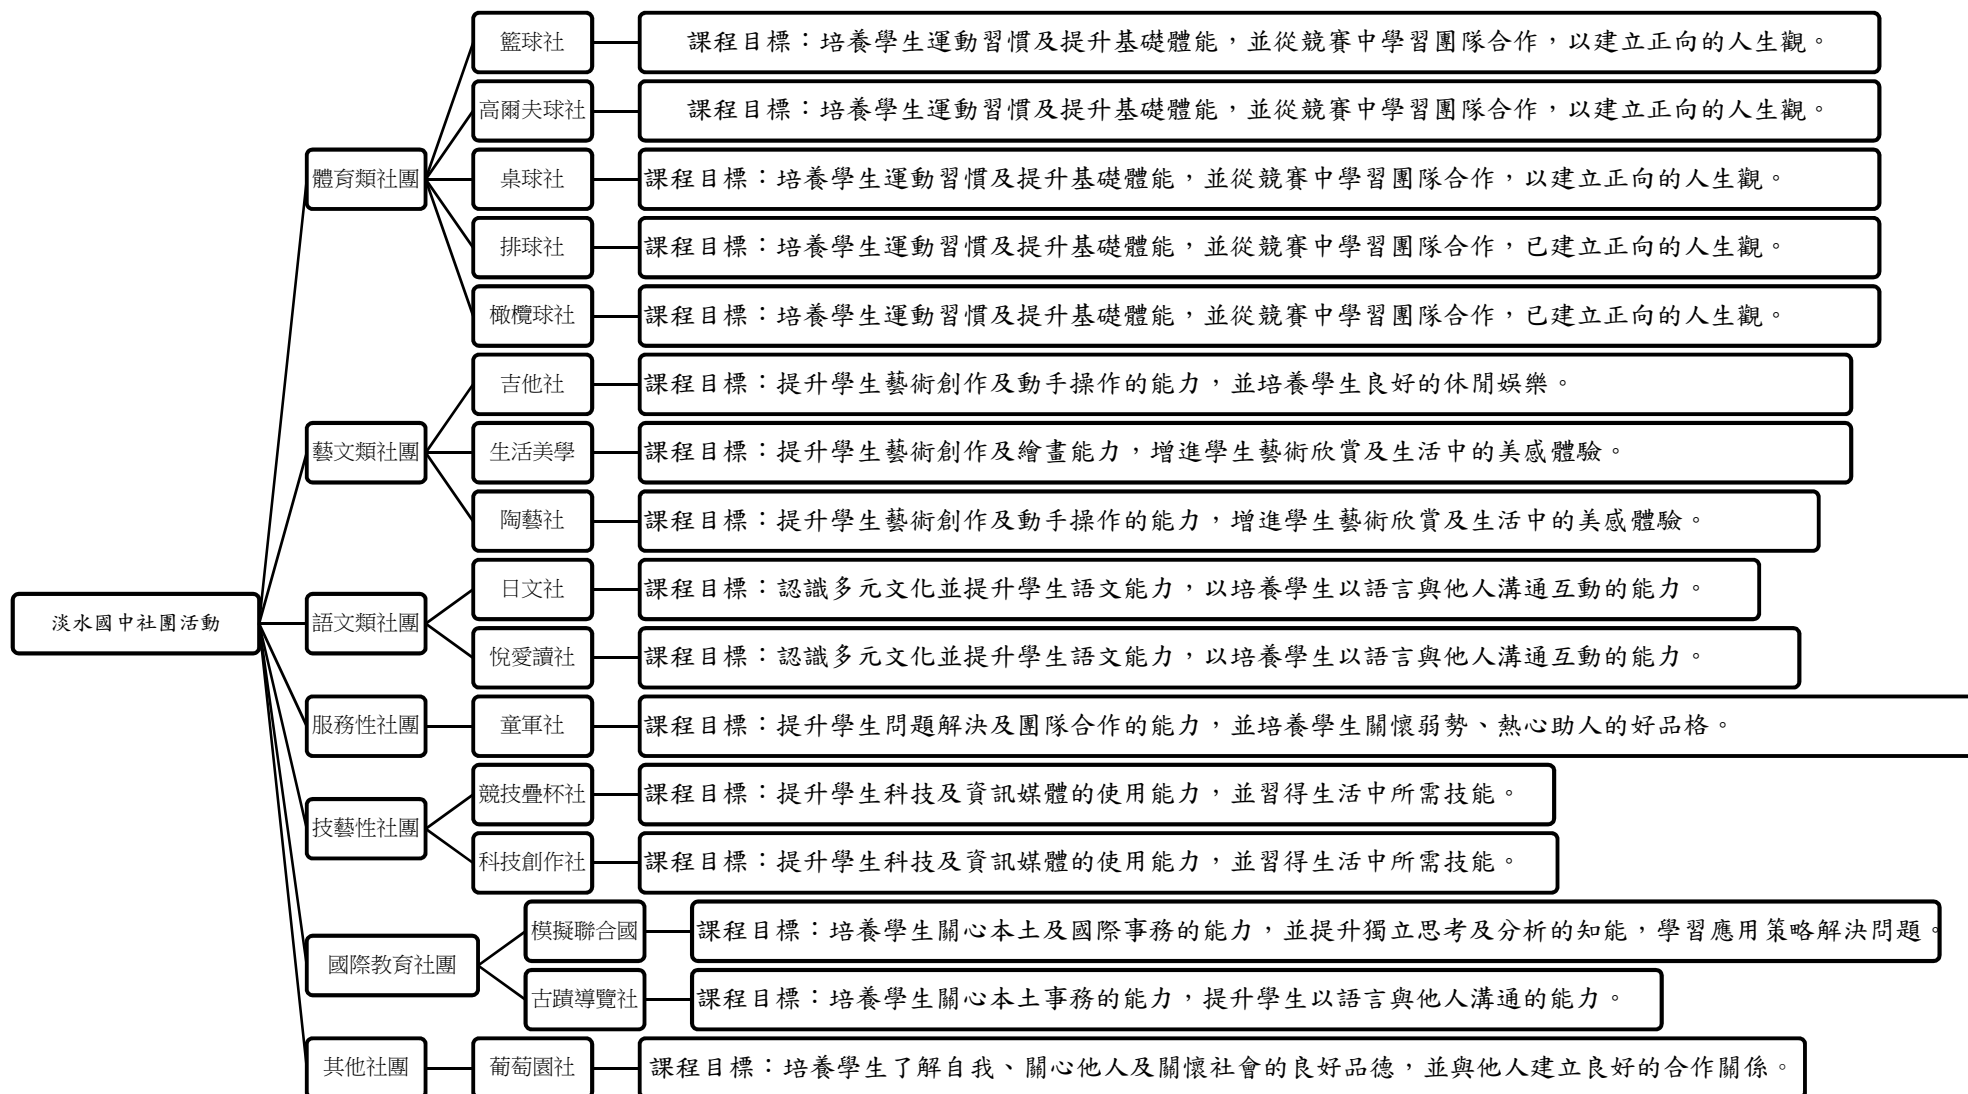 淡水國中社團活動
體育類社團
籃球社
課程目標：培養學生運動習慣及提升基礎體能，並從競賽中學習團隊合作，以建立正向的人生觀。
高爾夫球社
課程目標：培養學生運動習慣及提升基礎體能，並從競賽中學習團隊合作，以建立正向的人生觀。
桌球社
課程目標：培養學生運動習慣及提升基礎體能，並從競賽中學習團隊合作，以建立正向的人生觀。
排球社
課程目標：培養學生運動習慣及提升基礎體能，並從競賽中學習團隊合作，已建立正向的人生觀。
橄欖球社
課程目標：培養學生運動習慣及提升基礎體能，並從競賽中學習團隊合作，已建立正向的人生觀。
藝文類社團
吉他社
課程目標：提升學生藝術創作及動手操作的能力，並培養學生良好的休閒娛樂。
生活美學
課程目標：提升學生藝術創作及繪畫能力，增進學生藝術欣賞及生活中的美感體驗。
陶藝社
課程目標：提升學生藝術創作及動手操作的能力，增進學生藝術欣賞及生活中的美感體驗。
語文類社團
日文社
課程目標：認識多元文化並提升學生語文能力，以培養學生以語言與他人溝通互動的能力。
悅愛讀社
課程目標：認識多元文化並提升學生語文能力，以培養學生以語言與他人溝通互動的能力。
服務性社團
童軍社
課程目標：提升學生問題解決及團隊合作的能力，並培養學生關懷弱勢、熱心助人的好品格。
技藝性社團
競技疊杯社
課程目標：提升學生科技及資訊媒體的使用能力，並習得生活中所需技能。
科技創作社
課程目標：提升學生科技及資訊媒體的使用能力，並習得生活中所需技能。
國際教育社團
模擬聯合國
課程目標：培養學生關心本土及國際事務的能力，並提升獨立思考及分析的知能，學習應用策略解決問題。
古蹟導覽社
課程目標：培養學生關心本土事務的能力，提升學生以語言與他人溝通的能力。
其他社團
葡萄園社
課程目標：培養學生了解自我、關心他人及關懷社會的良好品德，並與他人建立良好的合作關係。